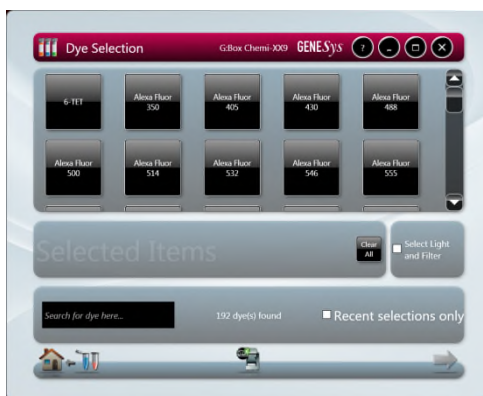 Dye Selection
G:Box Chemi-XX9
GENESys
?
6-TET
Alexa Fluor
350
Alexa Fluor
405
Alexa Fluor
430
Alexa Fluor
488
Alexa Fluor
500
Alexa Fluor
514
Alexa Fluor
532
Alexa Fluor
546
Alexa Fluor
555
Selected Items
Clear
All
Select Light
and Filter
Search for dye here...
192 dye(s) found
Recent selections only